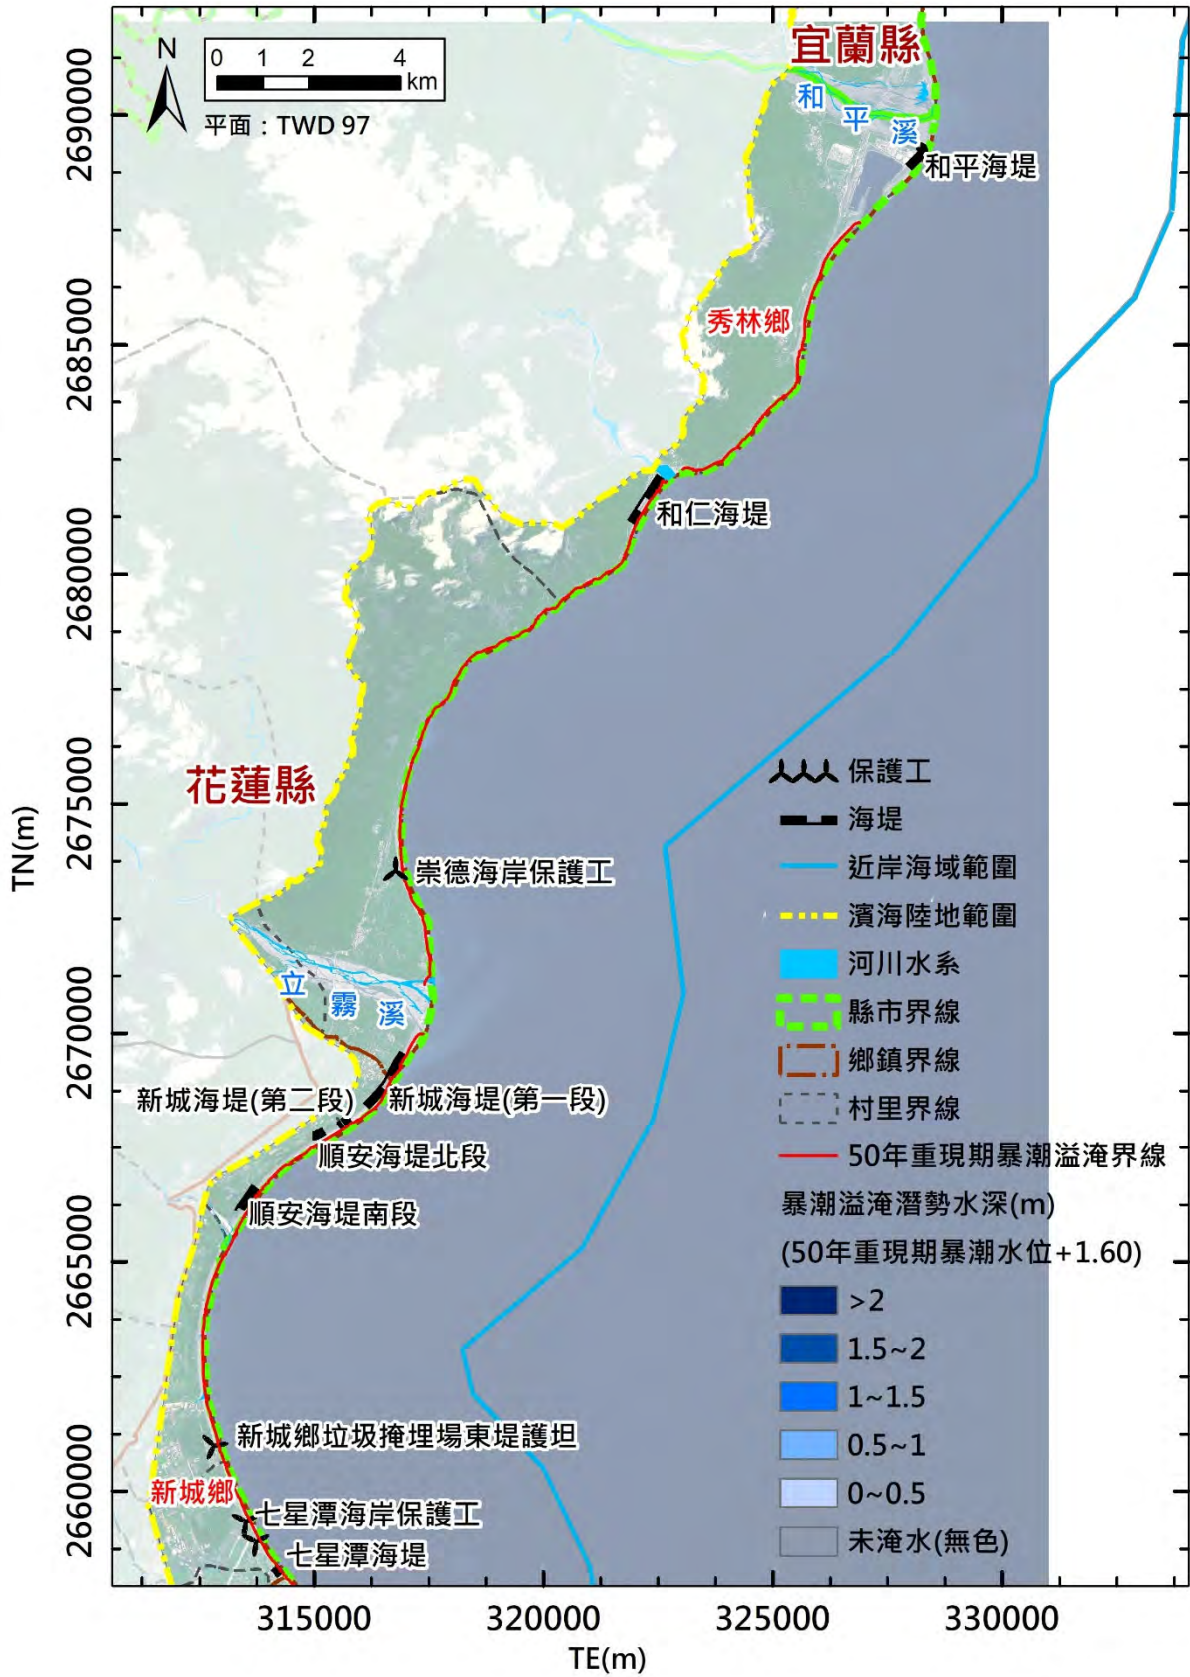 N
0 1 2 4
km
平面：TWD 97
宜蘭縣
和平溪
和平海堤
秀林鄉
和仁海堤
花蓮縣
崇德海岸保護工
立霧溪
新城海堤(第二段)
新城海堤(第一段)
順安海堤北段
順安海堤南段
新城鄉垃圾掩埋場東堤護坦
新城鄉
七星潭海岸保護工
七星潭海堤
保護工
海堤
近岸海域範圍
濱海陸地範圍
河川水系
縣市界線
鄉鎮界線
村里界線
50年重現期暴潮溢淹界線
暴潮溢淹潛勢水深(m)
(50年重現期暴潮水位+1.60)
>2
1.5~2
1~1.5
0.5~1
0~0.5
未淹水(無色)
TN(m)
2690000
2685000
2680000
2675000
2670000
2665000
2660000
315000 320000 325000 330000
TE(m)